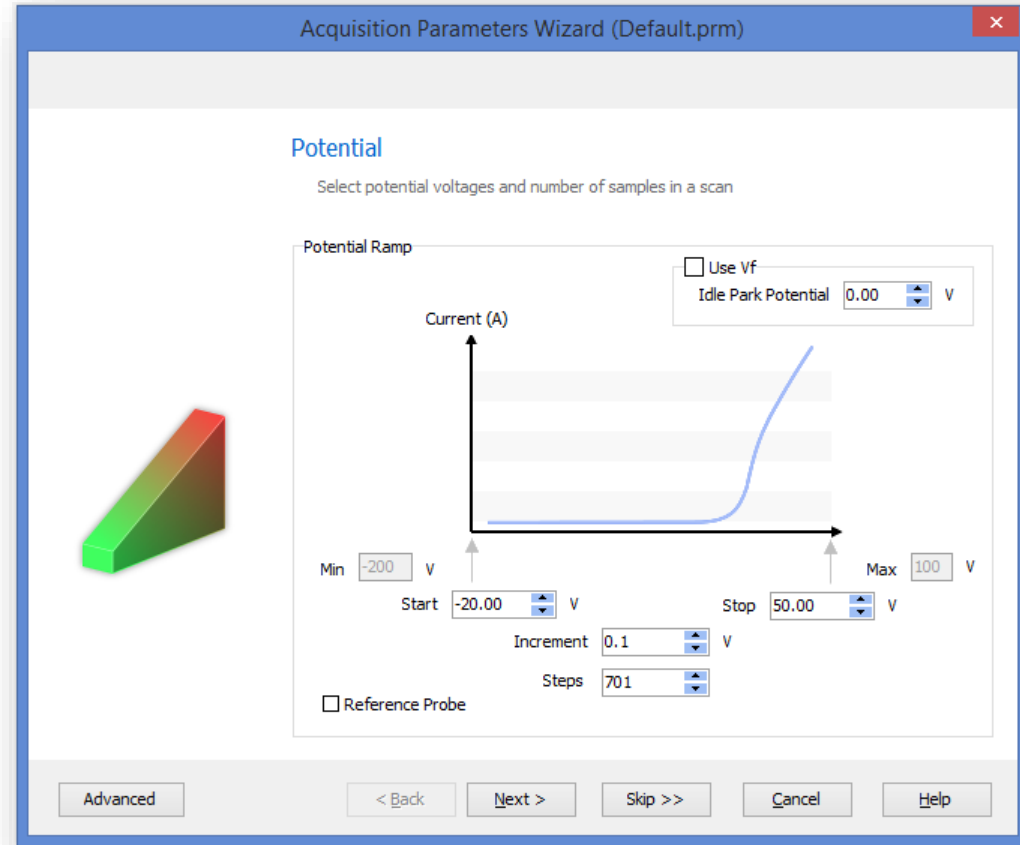 Acquisition Parameters Wizard (Default.prm)
Potential
Select potential voltages and number of samples in a scan
Potential Ramp
Use Vf
Idle Park Potential 0.00 V
Current (A)
Min -200 V
Max 100 V
Start -20.00 V
Stop 50.00 V
Increment 0.1 V
Steps 701
Reference Probe
Advanced < Back Next > Skip >> Cancel Help